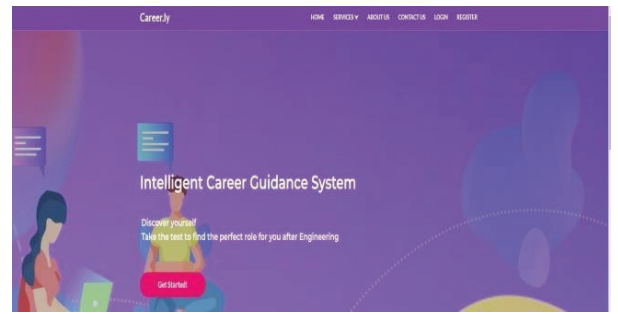 Career.ly
HOME SERVICES ABOUT US CONTACT US LOGIN REGISTER
Intelligent Career Guidance System
Discover yourself
Take the test to find the perfect role for you after Engineering
Get Started!